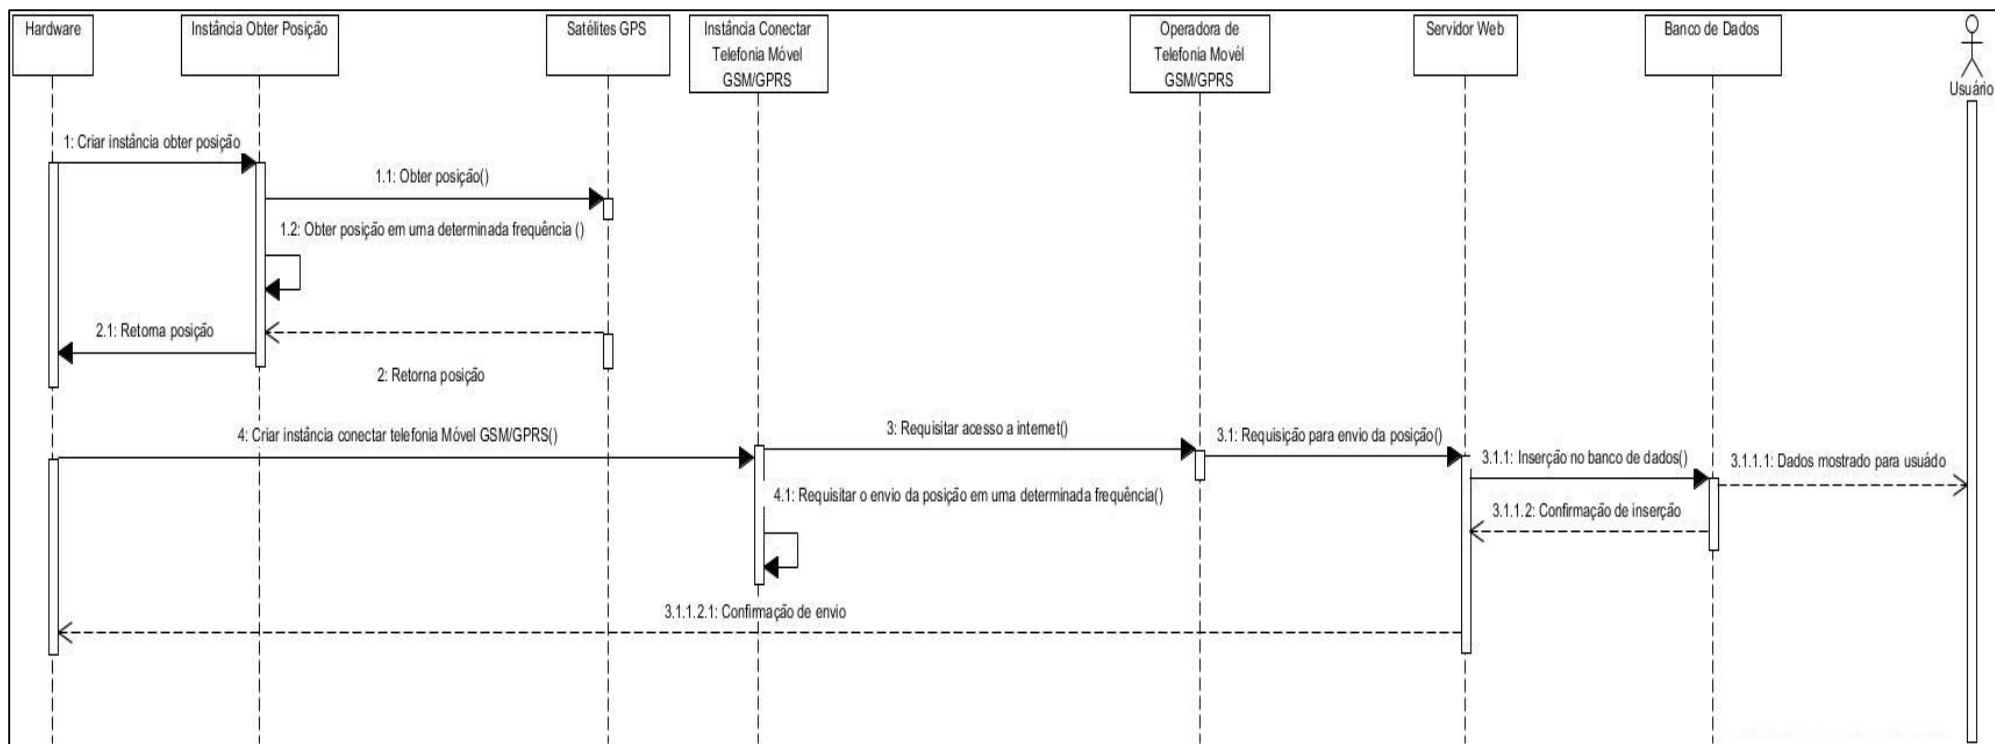 Hardware
Instância Obter Posição
Satélites GPS
Instância Conectar
Telefonia Móvel
GSM/GPRS
Operadora de
Telefonia Movél
GSM/GPRS
Servidor Web
Banco de Dados
Usuário
1: Criar instância obter posição
1.1: Obter posição()
1.2: Obter posição em uma determinada frequência ()
2.1: Retorna posição
2: Retorna posição
4: Criar instância conectar telefonia Móvel GSM/GPRS()
3: Requisitar acesso a internet()
3.1: Requisição para envio da posição()
3.1.1: Inserção no banco de dados()
3.1.1.1: Dados mostrado para usuádo
4.1: Requisitar o envio da posição em uma determinada frequência()
3.1.1.2: Confirmação de inserção
3.1.1.2.1: Confirmação de envio